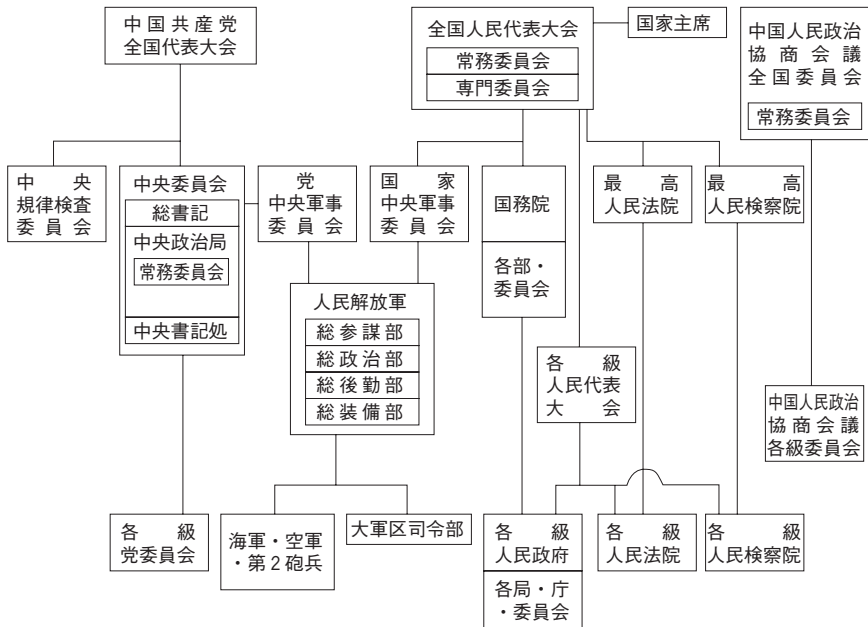 中国共産党
全国代表大会
全国人民代表大会
常務委員会
専門委員会
国家主席
中国人民政治
協商会議
全国委員会
常務委員会
中央
規律検査
委員会
中央委員会
総書記
中央政治局
常務委員会
中央書記処
党
中央軍事
委員会
国家
中央軍事
委員会
国務院
各部・
委員会
最高
人民法院
最高
人民検察院
人民解放軍
総参謀部
総政治部
総後勤部
総装備部
各級
人民代表
大会
中国人民政治
協商会議
各級委員会
各級
党委員会
海軍・空軍
・第2砲兵
大軍区司令部
各級
人民政府
各局・庁
・委員会
各級
人民法院
各級
人民検察院